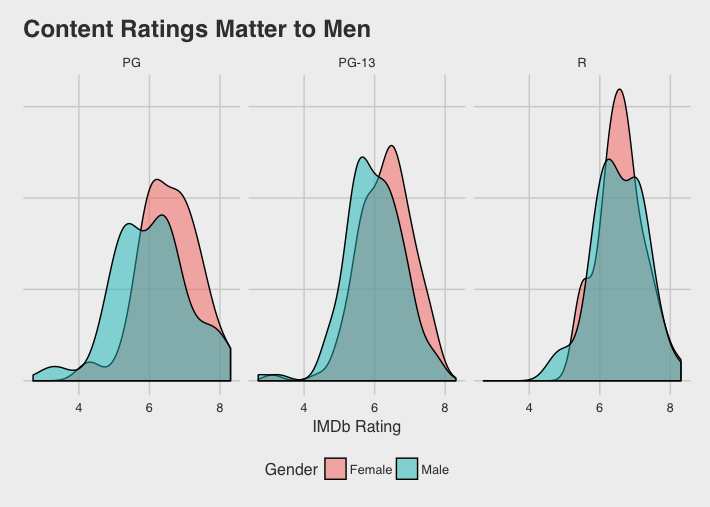 Content Ratings Matter to Men
PG PG-13 R
4 6 8 4 6 8 4 6 8
IMDb Rating
Gender Female Male